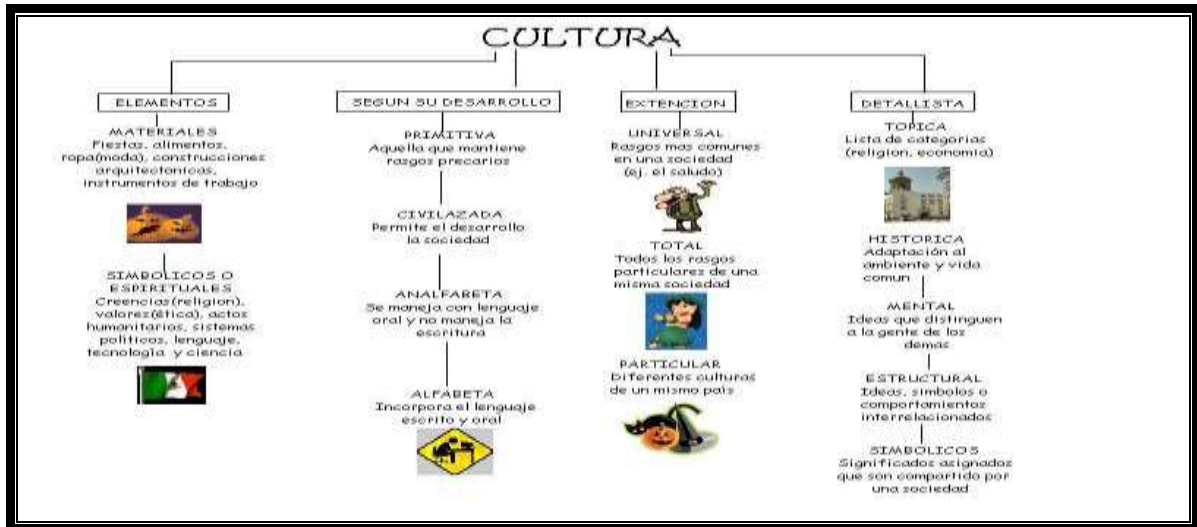 CULTURA
ELEMENTOS
MATERIALES
Fiestas, alimentos,
ropa(moda), construcciones
arquitectonicas,
instrumentos de trabajo
SIMBOLICOS O
ESPIRITUALES
Creencias(religion),
valores(ética), actos
humanitarios, sistemas
politicos, lenguaje,
tecnología y ciencia
SEGUN SU DESARROLLO
PRIMITIVA
Aquella que mantiene
rasgos precarios
CIVILAZADA
Permite el desarrollo
la sociedad
ANALFABETA
Se maneja con lenguaje
oral y no maneja la
escritura
ALFABETA
Incorpora el lenguaje
escrito y oral
EXTENCION
UNIVERSAL
Rasgos mas comunes
en una sociedad
(ej. el saludo)
TOTAL
Todos los rasgos
particulares de una
misma sociedad
PARTICULAR
Diferentes culturas
de un mismo país
DETALLISTA
TOPICA
Lista de categorias
(religion, economia)
HISTORICA
Adaptación al
ambiente y vida
comun
MENTAL
Ideas que distinguen
a la gente de los
demas
ESTRUCTURAL
Ideas, simbolos o
comportamientos
interrelacionados
SIMBOLICOS
Significados asignados
que son compartido por
una sociedad